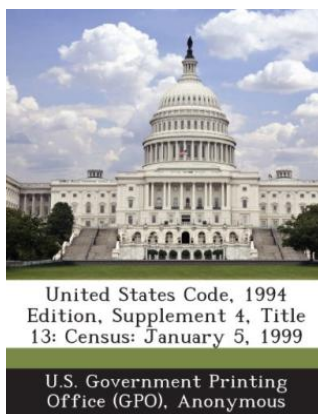 United States Code, 1994
Edition, Supplement 4, Title
13: Census: January 5, 1999
U.S. Government Printing
Office (GPO), Anonymous